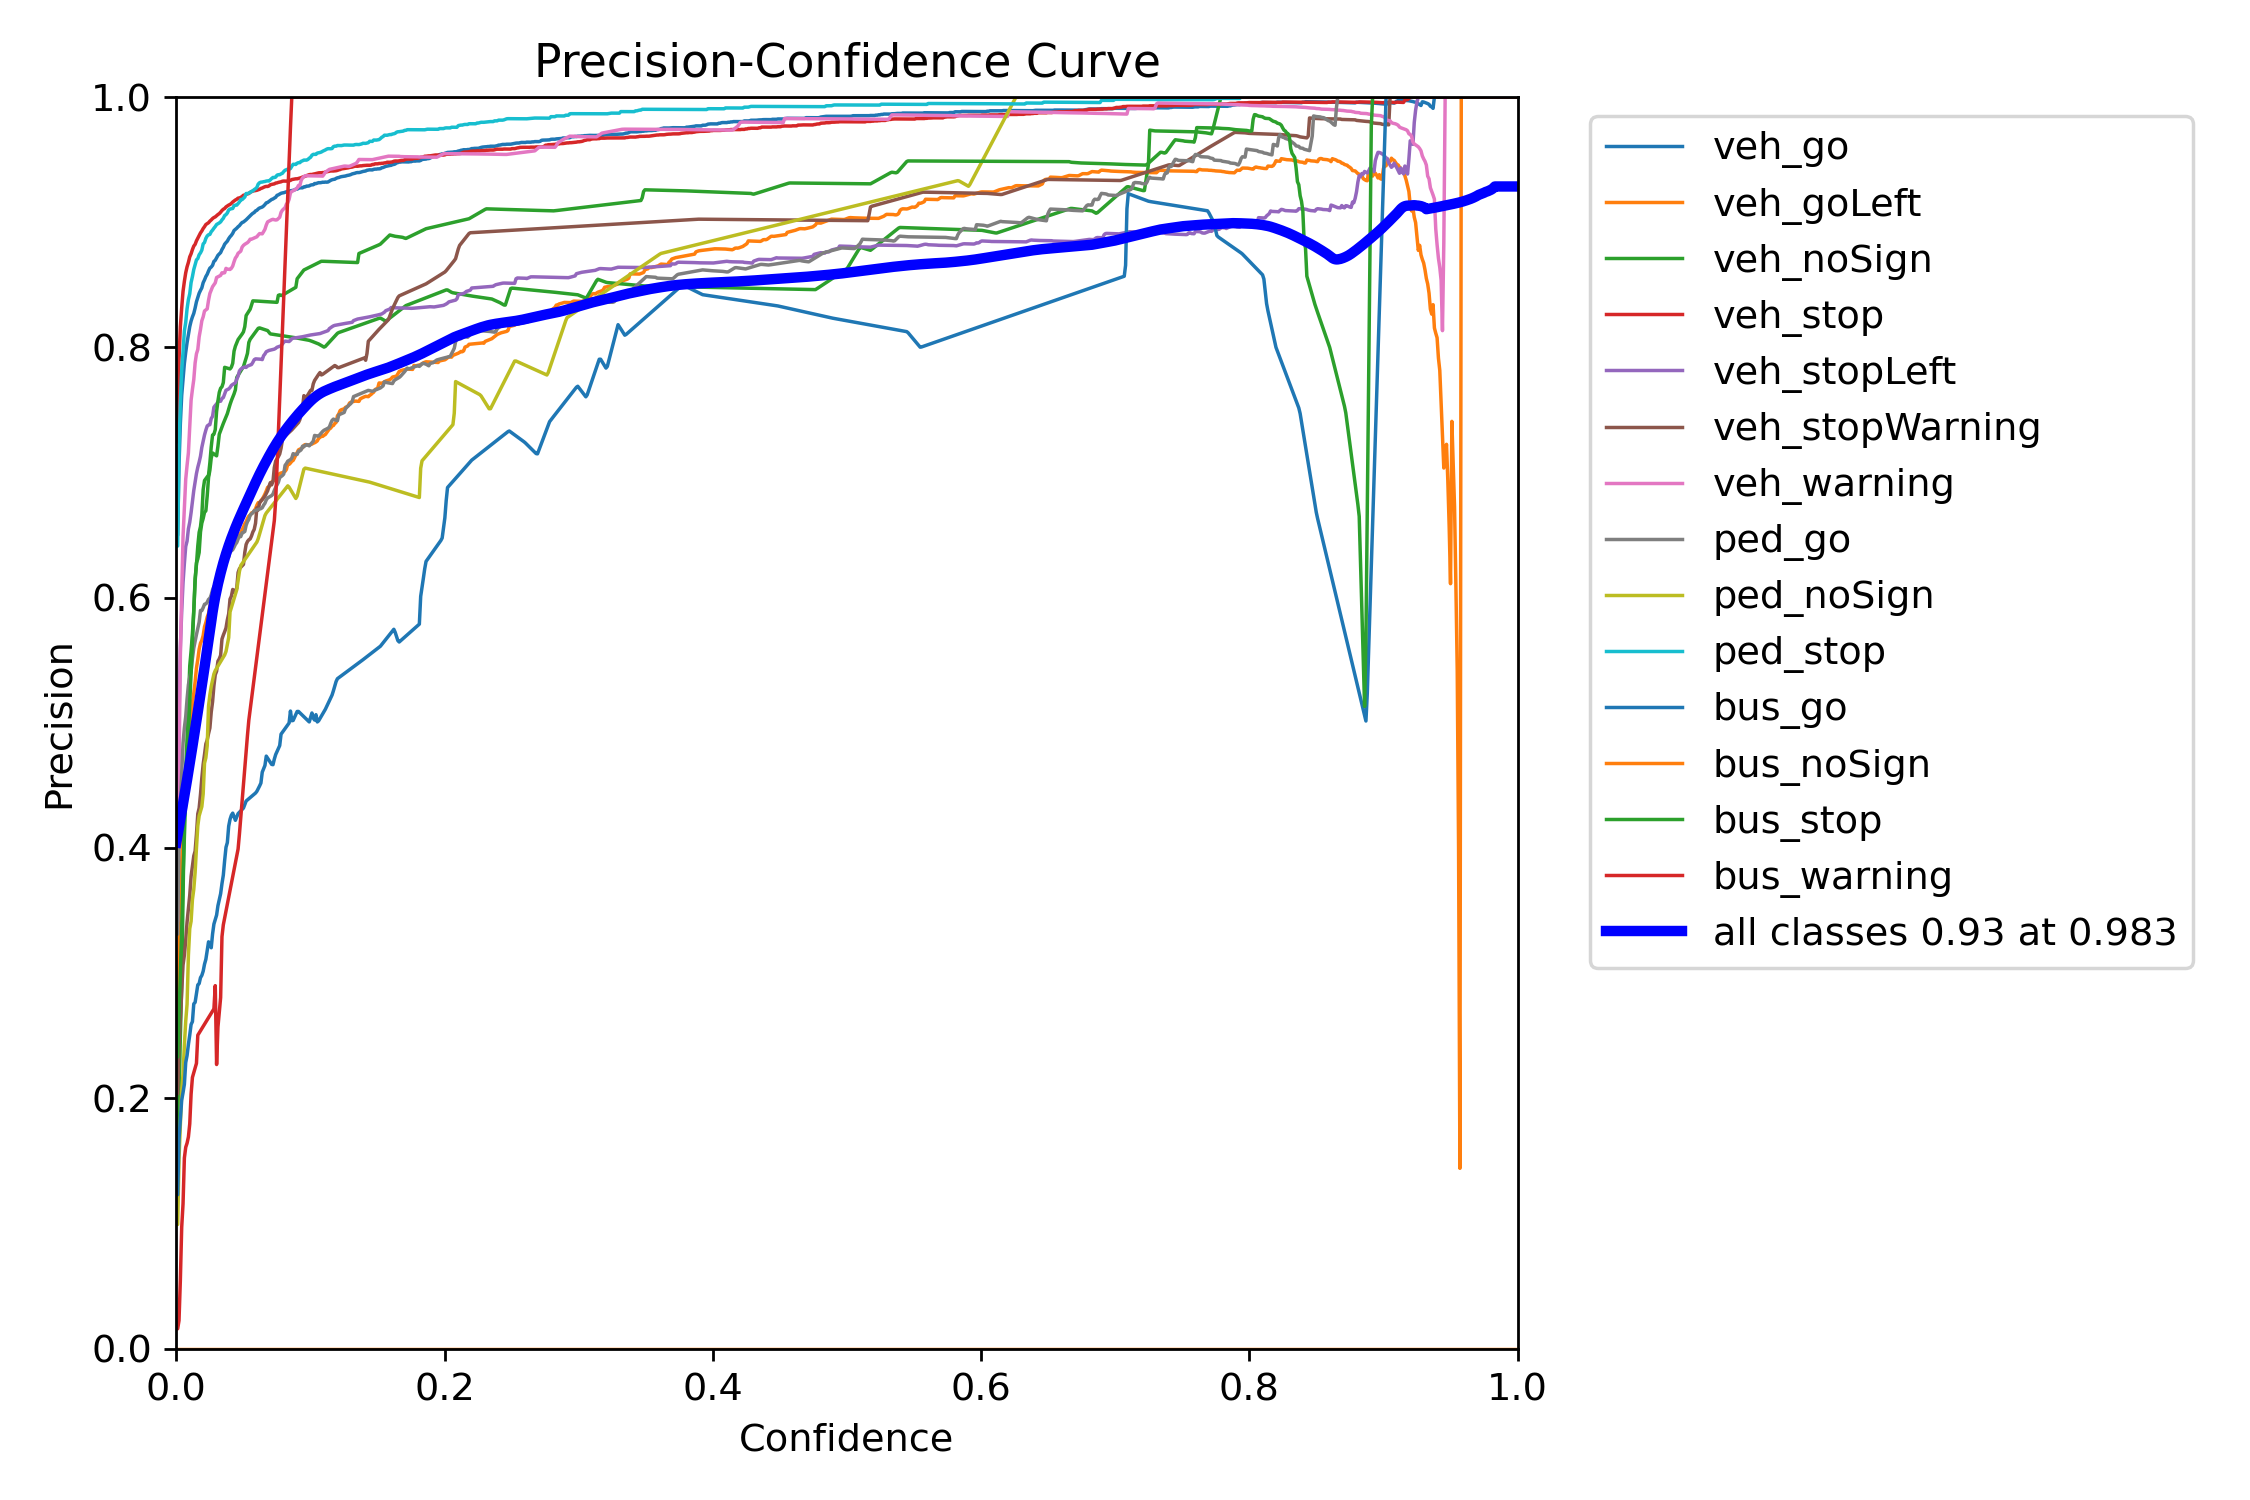 Precision-Confidence Curve
1.0
0.8
0.6
0.4
0.2
0.0
Precision
0.0 0.2 0.4 0.6 0.8 1.0
Confidence
veh_go
veh_goLeft
veh_noSign
veh_stop
veh_stopLeft
veh_stopWarning
veh_warning
ped_go
ped_noSign
ped_stop
bus_go
bus_noSign
bus_stop
bus_warning
all classes 0.93 at 0.983